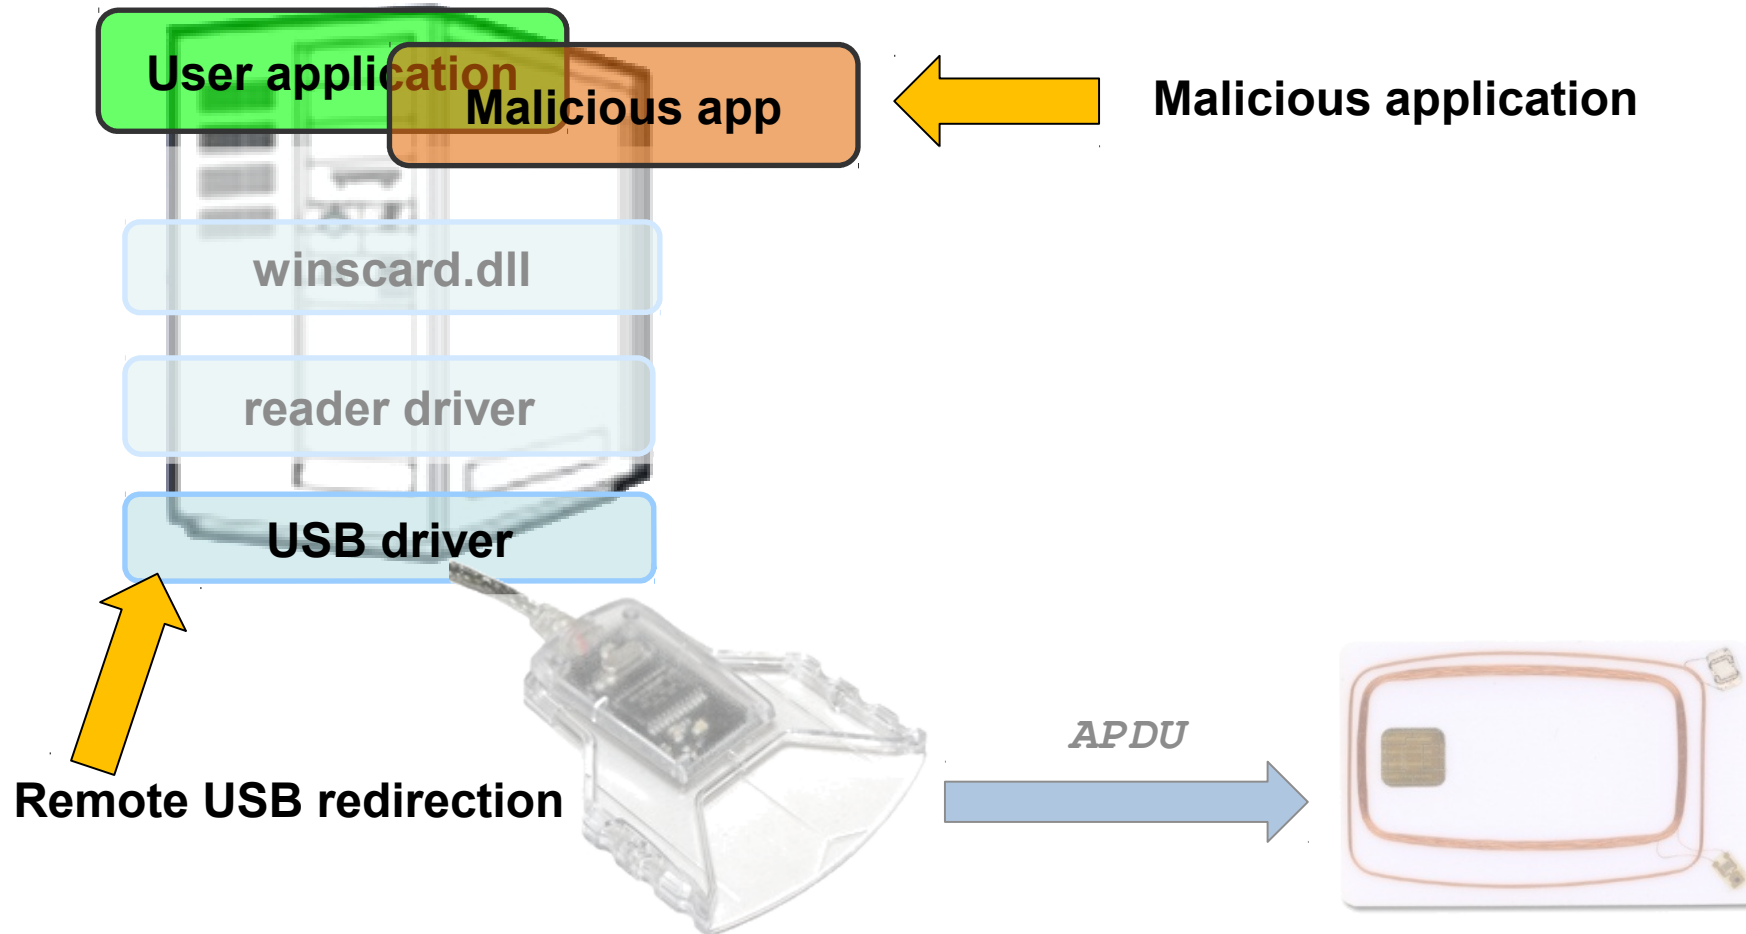 User application
Malicious app
Malicious application
winscard.dll
reader driver
USB driver
APDU
Remote USB redirection